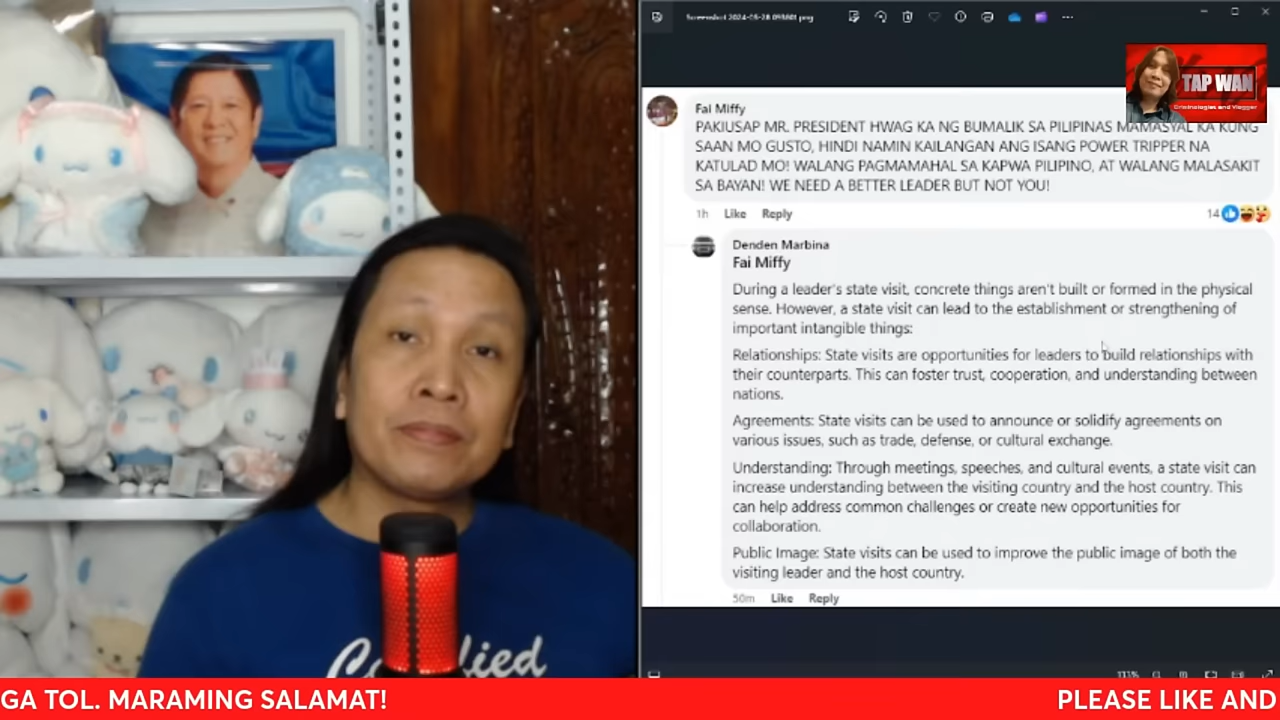 Fai Miffy
PAKIUSAP MR. PRESIDENT HWAG KA NG BUMALIK SA PILIPINAS MAMASYAL KA KUNG
SAAN MO GUSTO, HINDI NAMIN KAILANGAN ANG ISANG POWER TRIPPER NA
KATULAD MO! WALANG PAGMAMAHAL SA KAPWA PILIPINO, AT WALANG MALASAKIT
SA BAYAN! WE NEED A BETTER LEADER BUT NOT YOU!
1h Like Reply 14
Denden Marbina
Fai Miffy
During a leader's state visit, concrete things aren't built or formed in the physical
sense. However, a state visit can lead to the establishment or strengthening of
important intangible things:
Relationships: State visits are opportunities for leaders to build relationships with
their counterparts. This can foster trust, cooperation, and understanding between
nations.
Agreements: State visits can be used to announce or solidify agreements on
various issues, such as trade, defense, or cultural exchange.
Understanding: Through meetings, speeches, and cultural events, a state visit can
increase understanding between the visiting country and the host country. This
can help address common challenges or create new opportunities for
collaboration.
Public Image: State visits can be used to improve the public image of both the
visiting leader and the host country.
50m Like Reply
TAP WAN
Criminologist and Vlogger
GA TOL. MARAMING SALAMAT!
PLEASE LIKE AND